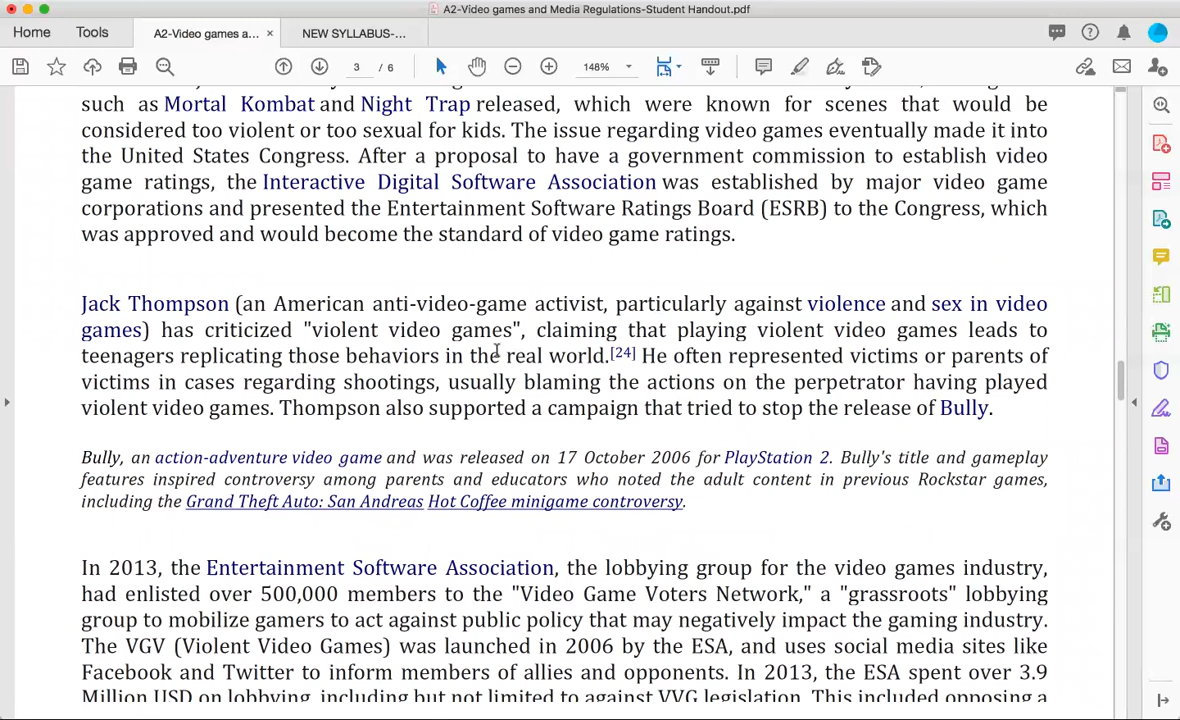 A2-Video games and Media Regulations-Student Handout.pdf
Home Tools A2-Video games a... × NEW SYLLABUS-...
3 / 6 148%
such as Mortal Kombat and Night Trap released, which were known for scenes that would be
considered too violent or too sexual for kids. The issue regarding video games eventually made it into
the United States Congress. After a proposal to have a government commission to establish video
game ratings, the Interactive Digital Software Association was established by major video game
corporations and presented the Entertainment Software Ratings Board (ESRB) to the Congress, which
was approved and would become the standard of video game ratings.
Jack Thompson (an American anti-video-game activist, particularly against violence and sex in video
games) has criticized "violent video games", claiming that playing violent video games leads to
teenagers replicating those behaviors in the real world.[24] He often represented victims or parents of
victims in cases regarding shootings, usually blaming the actions on the perpetrator having played
violent video games. Thompson also supported a campaign that tried to stop the release of Bully.
Bully, an action-adventure video game and was released on 17 October 2006 for PlayStation 2. Bully's title and gameplay
features inspired controversy among parents and educators who noted the adult content in previous Rockstar games,
including the Grand Theft Auto: San Andreas Hot Coffee minigame controversy.
In 2013, the Entertainment Software Association, the lobbying group for the video games industry,
had enlisted over 500,000 members to the "Video Game Voters Network," a "grassroots" lobbying
group to mobilize gamers to act against public policy that may negatively impact the gaming industry.
The VGV (Violent Video Games) was launched in 2006 by the ESA, and uses social media sites like
Facebook and Twitter to inform members of allies and opponents. In 2013, the ESA spent over 3.9
Million USD on lobbying, including but not limited to against VVG legislation. This included opposing a